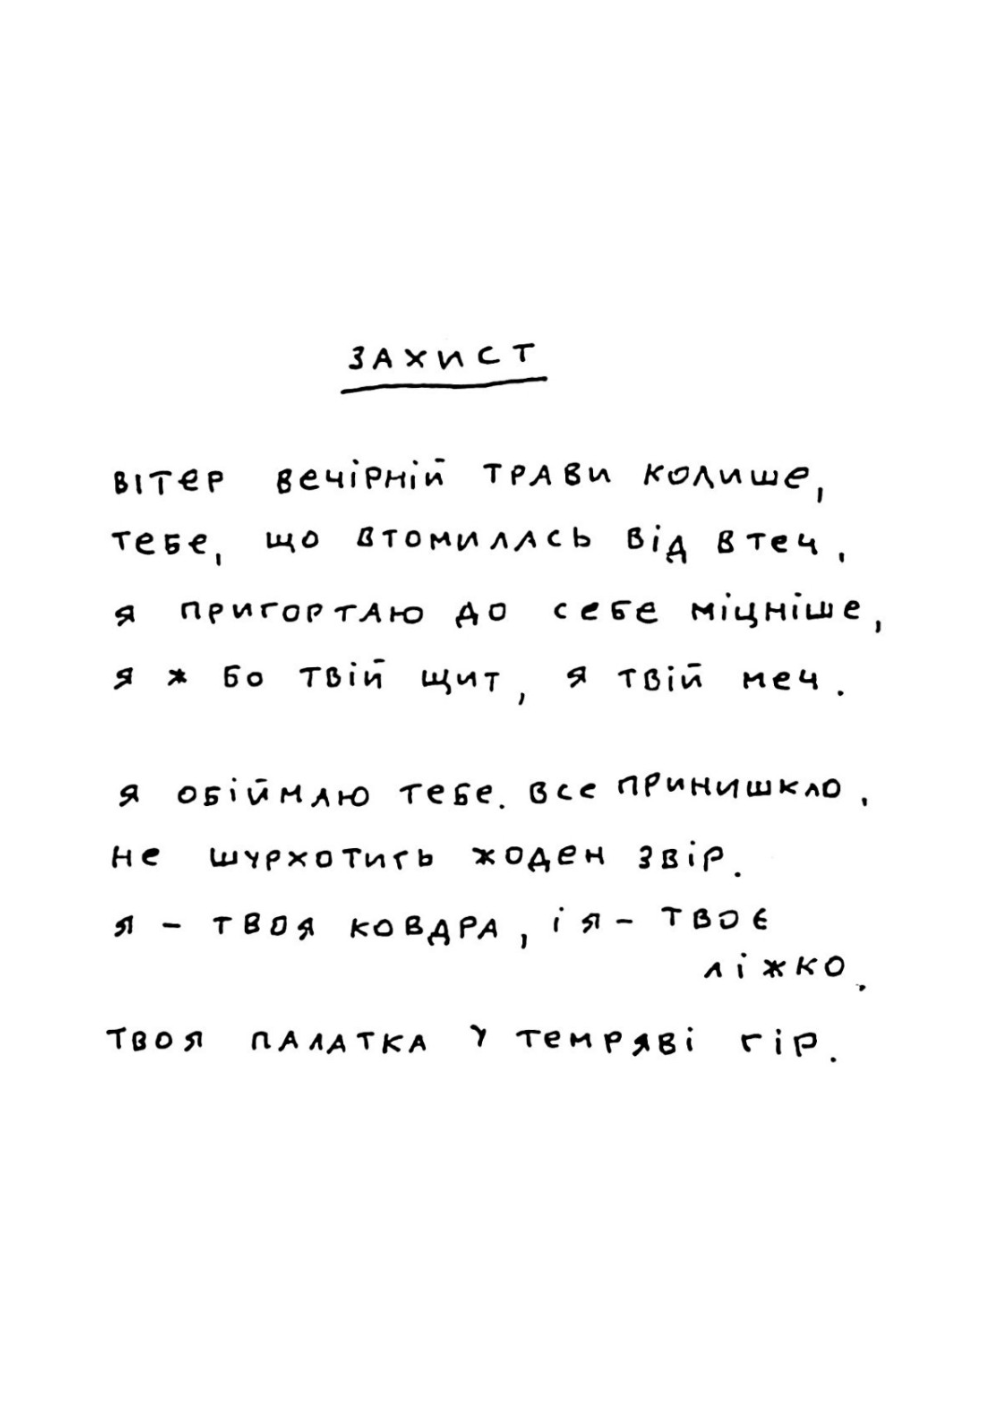 ЗАХИСТ
Вітер вечірній трави колише,
тебе, що втомилась від втеч,
я пригортаю до себе міцніше,
я ж бо твій щит, я твій меч.
Я обіймаю тебе. Все принишкло,
не шурхотить жоден звір.
Я – твоя ковдра, і я – твоє
ліжко.
Твоя палатка у темряві гір.